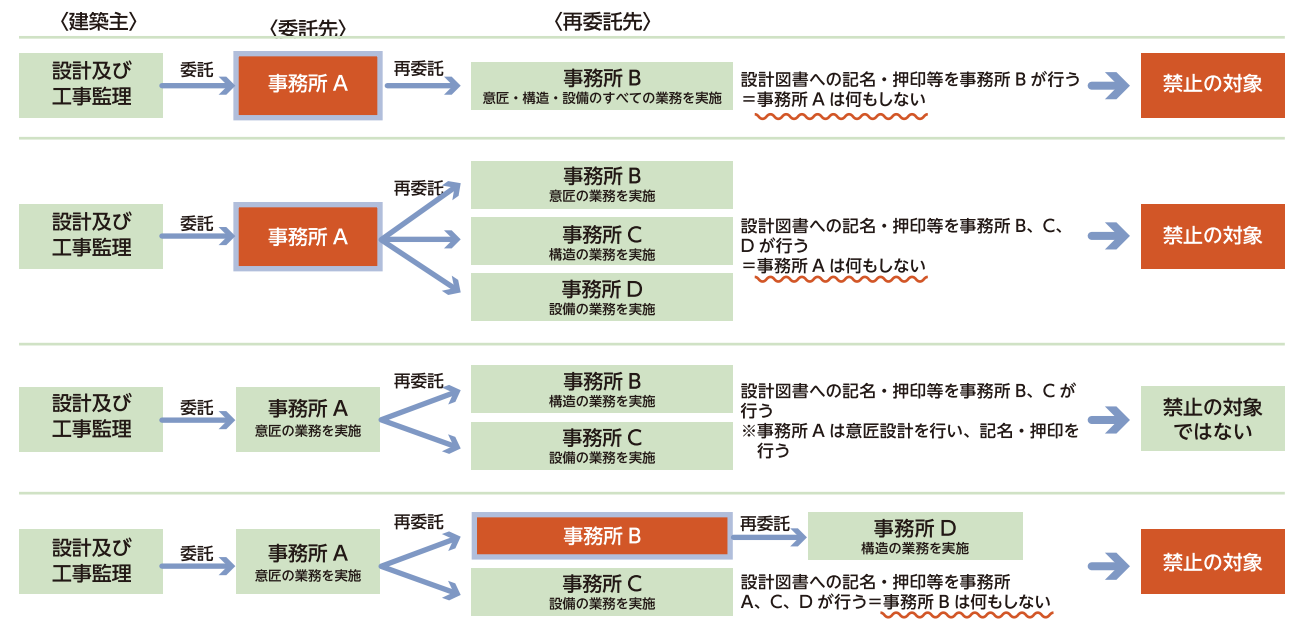 〈建築主〉
〈委託先〉
〈再委託先〉
設計及び
工事監理
委託
事務所 A
再委託
事務所 B
意匠・構造・設備のすべての業務を実施
設計図書への記名・押印等を事務所 B が行う
＝事務所 A は何もしない
禁止の対象
設計及び
工事監理
委託
事務所 A
再委託
事務所 B
意匠の業務を実施
事務所 C
構造の業務を実施
事務所 D
設備の業務を実施
設計図書への記名・押印等を事務所 B、C、
D が行う
＝事務所 A は何もしない
禁止の対象
設計及び
工事監理
委託
事務所 A
意匠の業務を実施
再委託
事務所 B
構造の業務を実施
事務所 C
設備の業務を実施
設計図書への記名・押印等を事務所 B、C が
行う
※事務所 A は意匠設計を行い、記名・押印を
行う
禁止の対象
ではない
設計及び
工事監理
委託
事務所 A
意匠の業務を実施
再委託
事務所 B
再委託
事務所 D
構造の業務を実施
事務所 C
設備の業務を実施
設計図書への記名・押印等を事務所
A、C、D が行う＝事務所 B は何もしない
禁止の対象